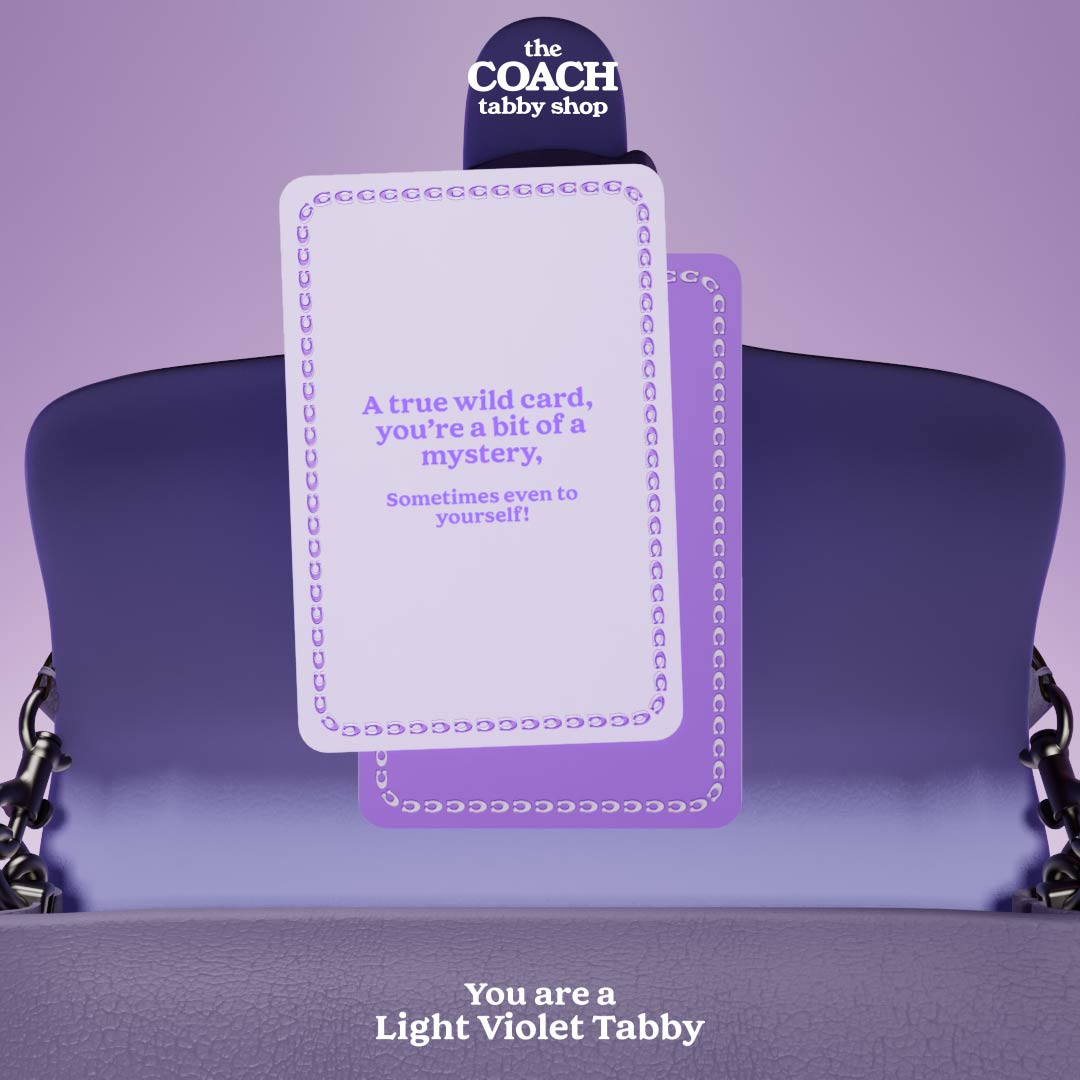 the
COACH
tabby shop
A true wild card,
you’re a bit of a
mystery,
Sometimes even to
yourself!
You are a
Light Violet Tabby